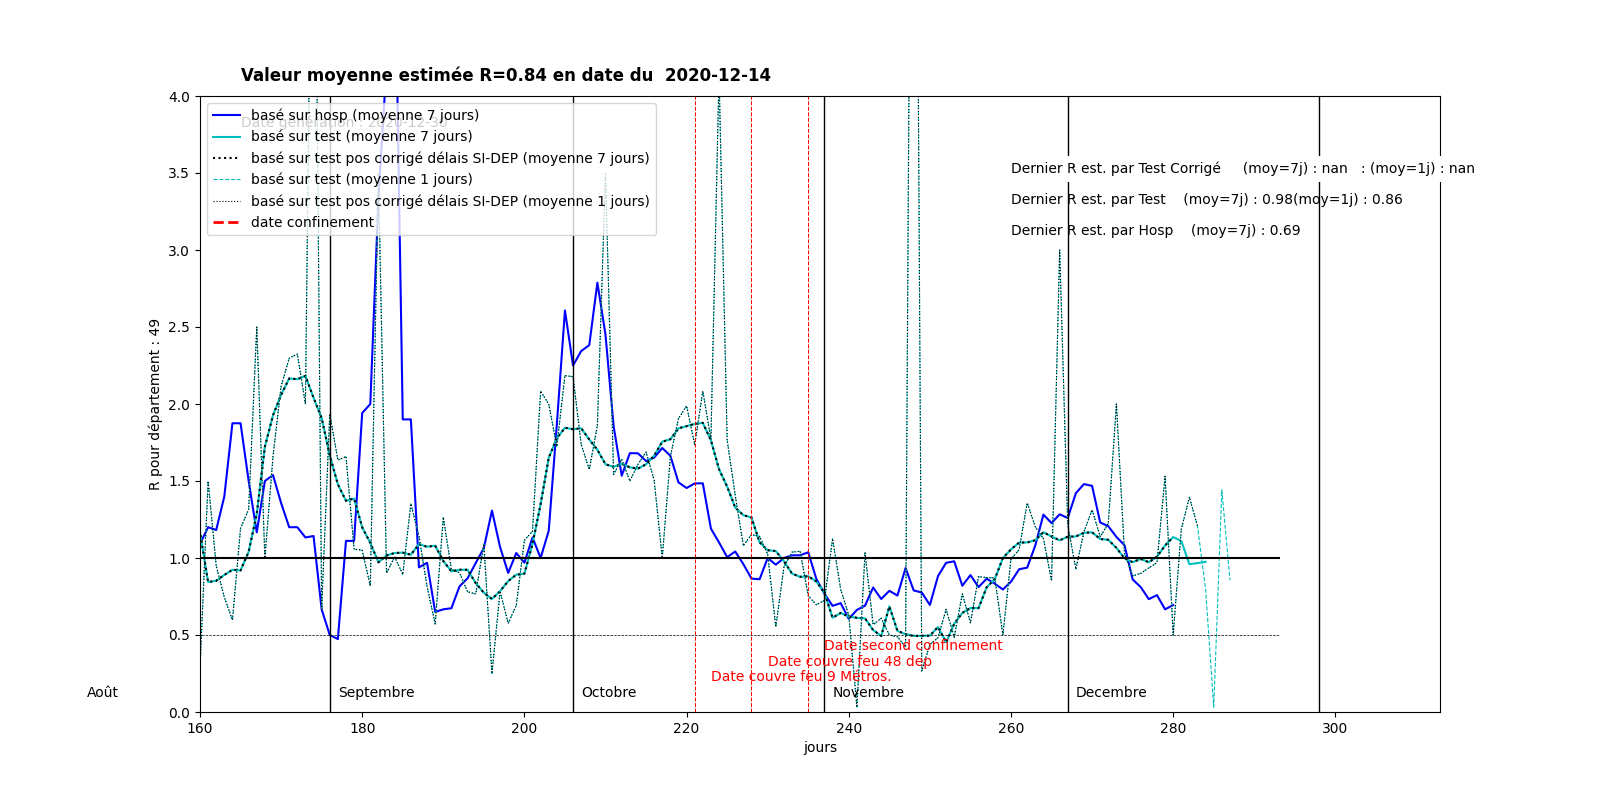 Valeur moyenne estimée R=0.84 en date du  2020-12-14
Date génération : 2020-12-30
basé sur hosp (moyenne 7 jours)
basé sur test (moyenne 7 jours)
basé sur test pos corrigé délais SI-DEP (moyenne 7 jours)
basé sur test (moyenne 1 jours)
basé sur test pos corrigé délais SI-DEP (moyenne 1 jours)
date confinement
Dernier R est. par Test Corrigé     (moy=7j) : nan   : (moy=1j) : nan
Dernier R est. par Test    (moy=7j) : 0.98(moy=1j) : 0.86
Dernier R est. par Hosp    (moy=7j) : 0.69
R pour département : 49
4.0
3.5
3.0
2.5
2.0
1.5
1.0
0.5
0.0
Date second confinement
Date couvre feu 48 dep
Date couvre feu 9 Métros.
Août
Septembre
Octobre
Novembre
Decembre
160
180
200
220
240
260
280
300
jours